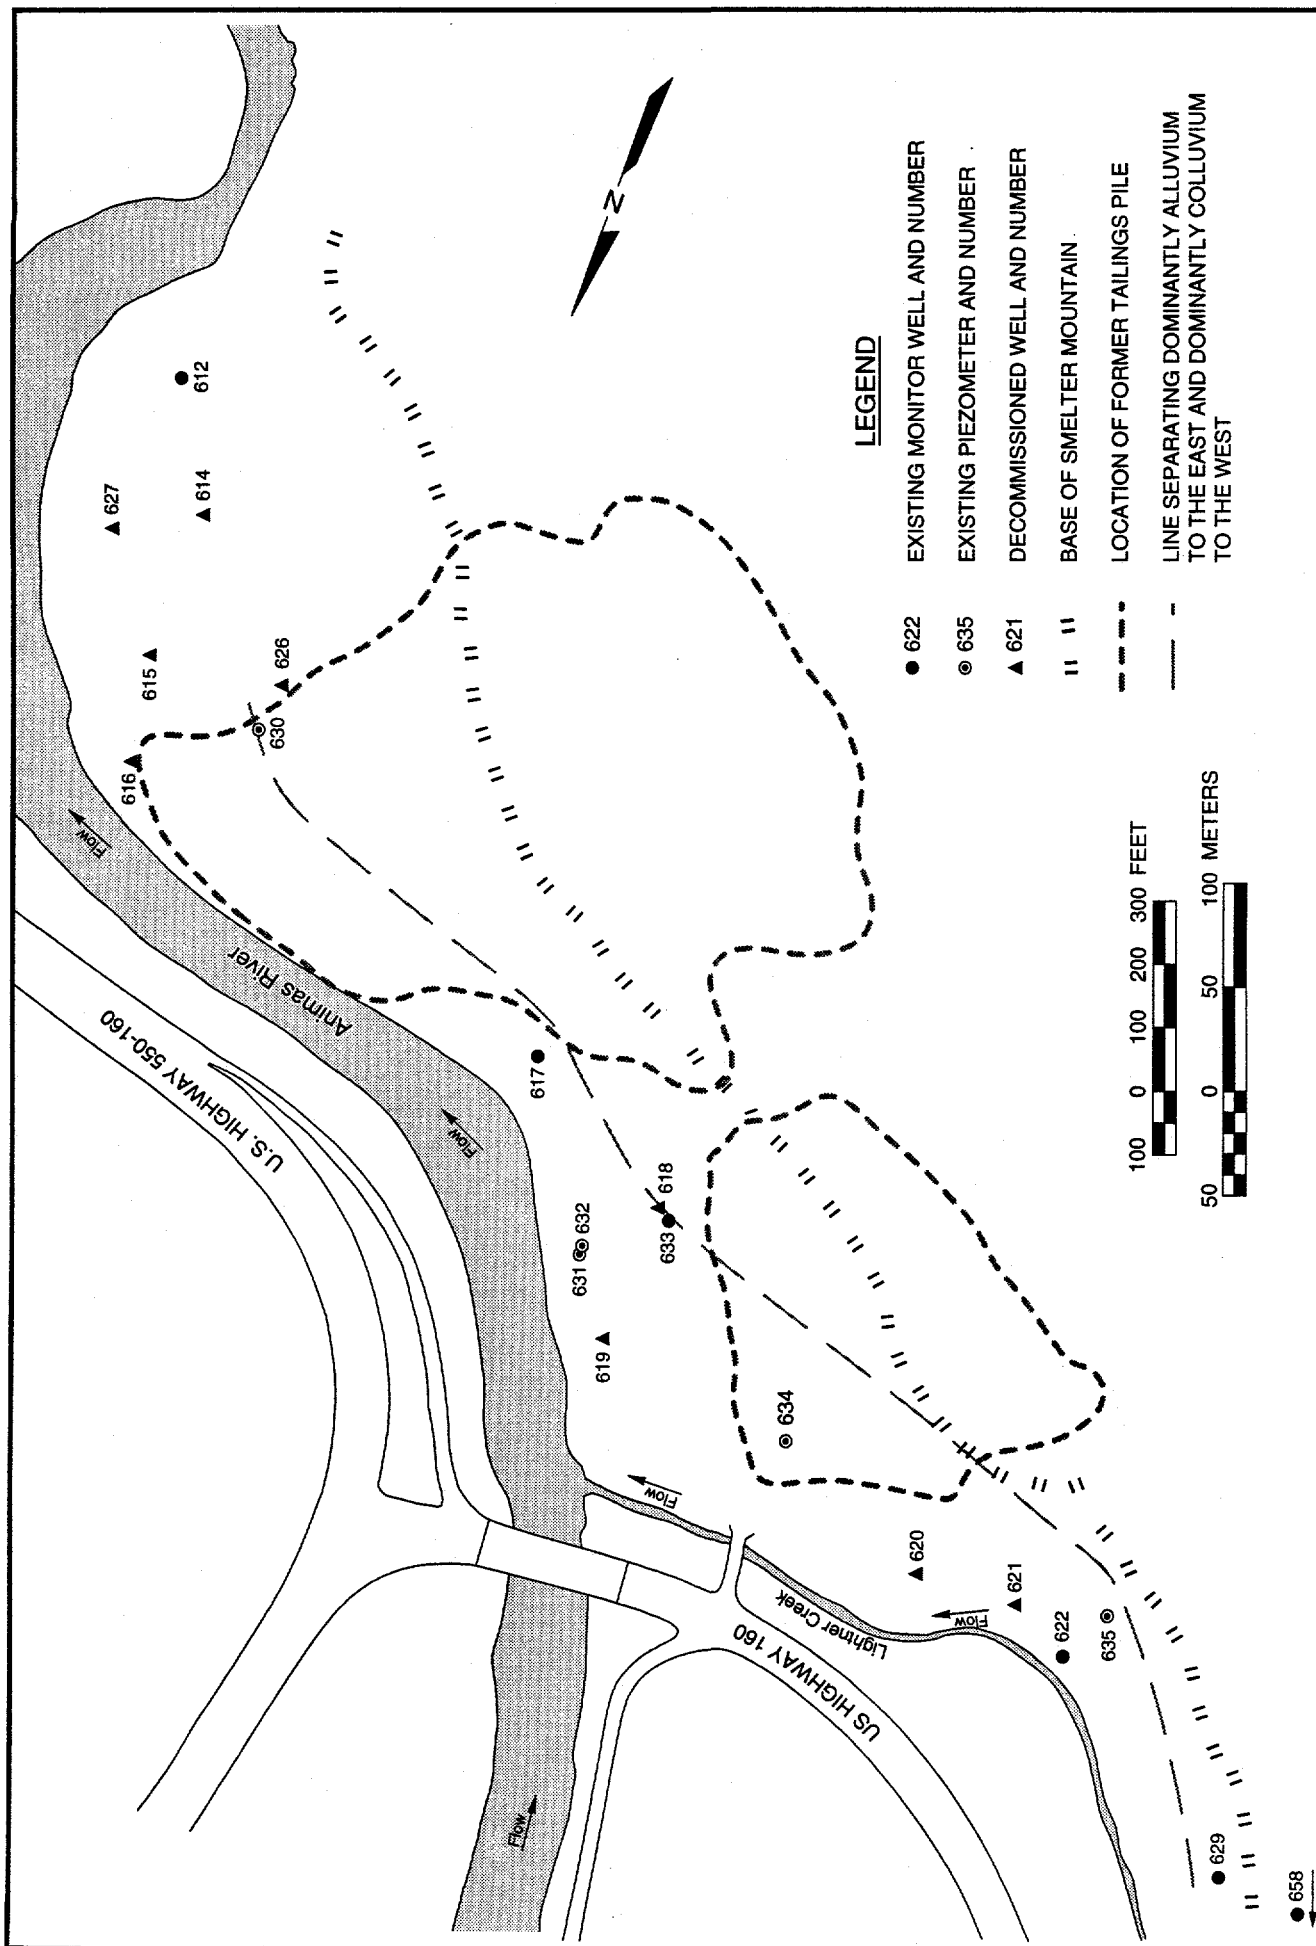 612
627
614
615
626
630
616
Flow
Animas River
U.S. HIGHWAY 550-160
617
Flow
618
633
632
631
619
634
Flow
620
621
Flow
622
635
Lightner Creek
US HIGHWAY 160
Flow
629
658
N
LEGEND
622 EXISTING MONITOR WELL AND NUMBER
635 EXISTING PIEZOMETER AND NUMBER
621 DECOMMISSIONED WELL AND NUMBER
BASE OF SMELTER MOUNTAIN
LOCATION OF FORMER TAILINGS PILE
LINE SEPARATING DOMINANTLY ALLUVIUM
TO THE EAST AND DOMINANTLY COLLUVIUM
TO THE WEST
100 0 100 200 300 FEET
50 0 50 100 METERS